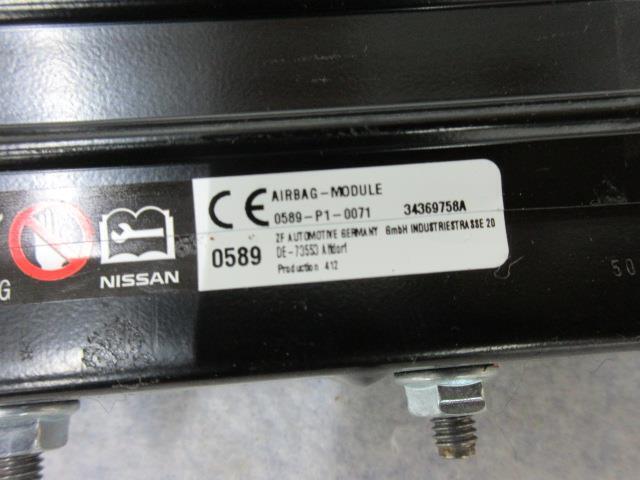 AIRBAG-MODULE
0589-P1-0071 34369758A
ZF AUTOMOTIVE GERMANY GmbH INDUSTRIESTRASSE 20
DE-73553 Alfdorf
Production 412
CE
0589
NISSAN
G
50